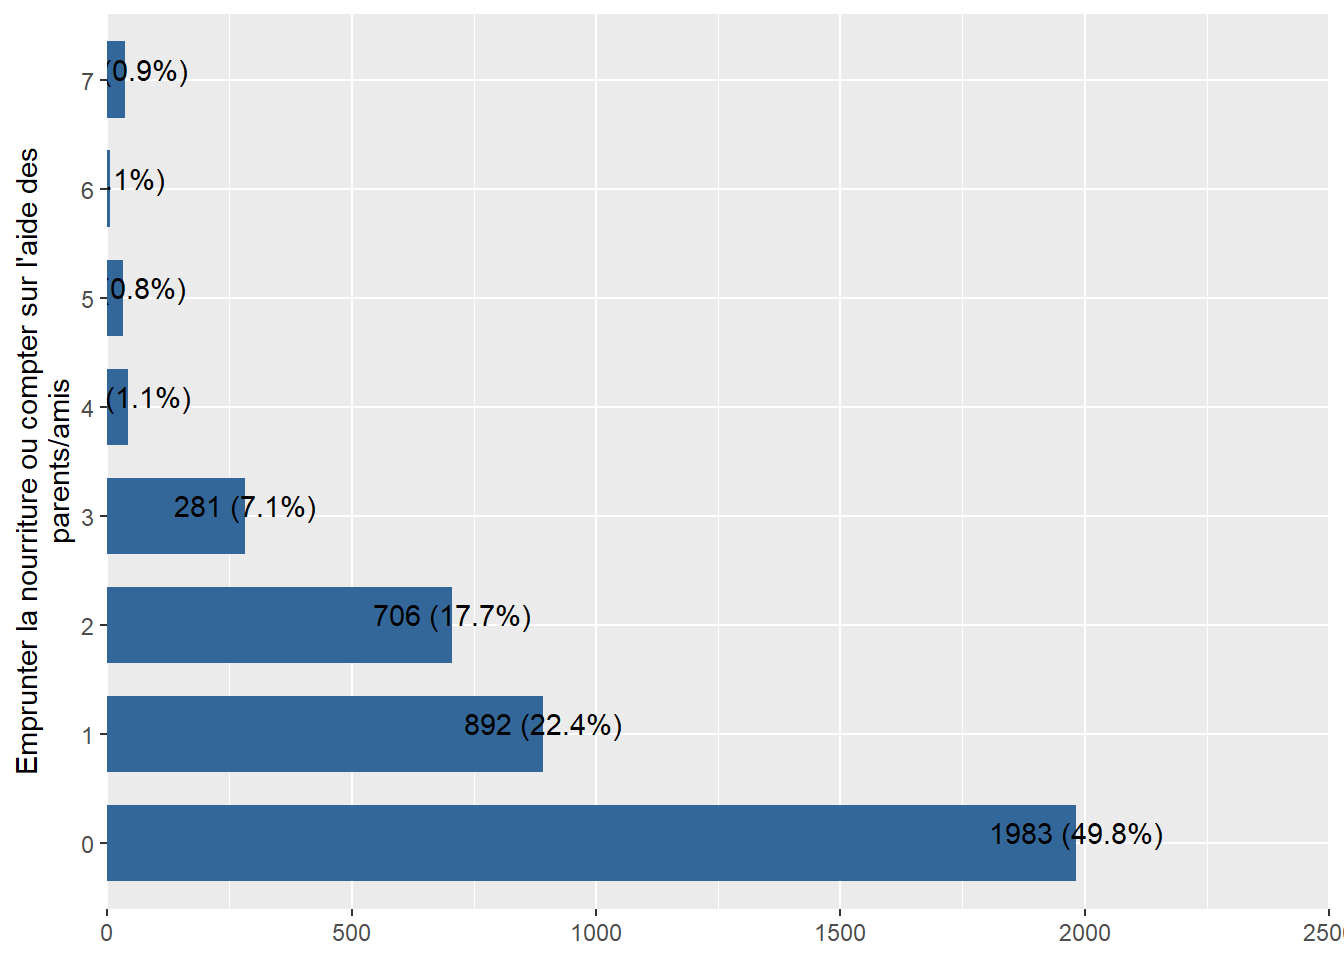 Emprunter la nourriture ou compter sur l'aide des
parents/amis
7 (0.9%)
6 1%)
5 (0.8%)
4 (1.1%)
3 281 (7.1%)
2 706 (17.7%)
1 892 (22.4%)
0 1983 (49.8%)
0 500 1000 1500 2000